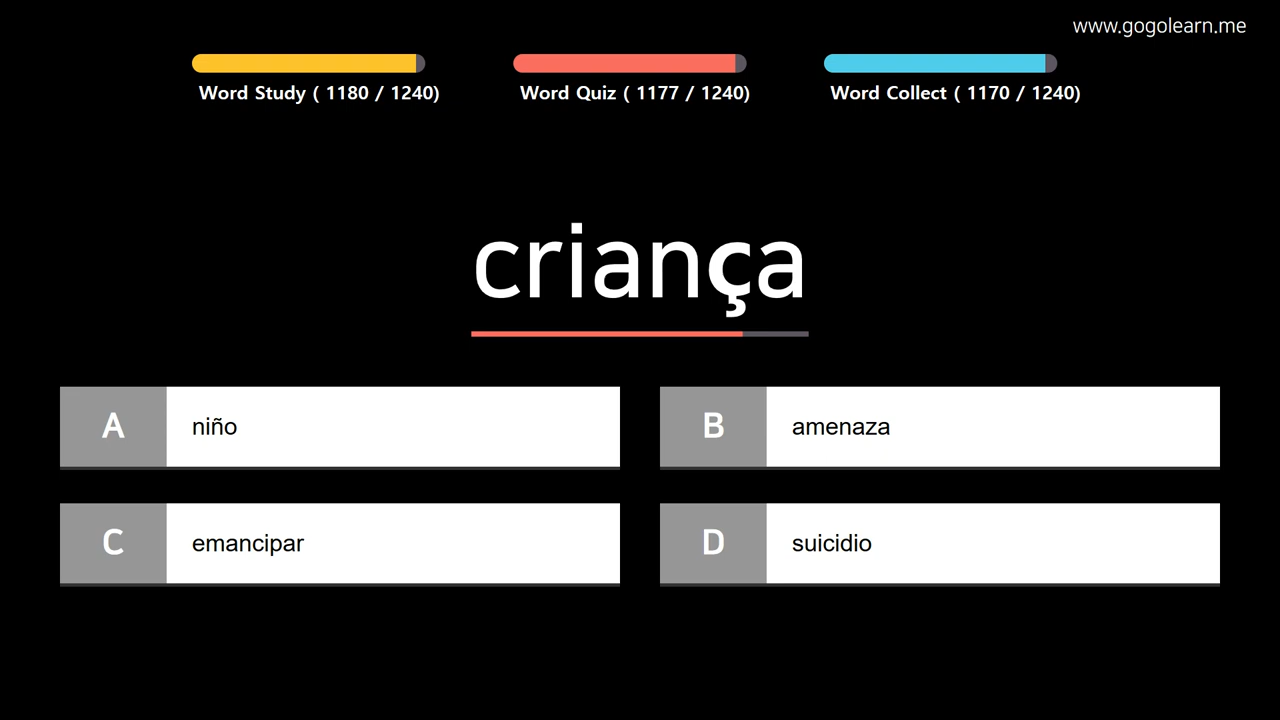 www.gogolearn.me
Word Study ( 1180 / 1240)
Word Quiz ( 1177 / 1240)
Word Collect ( 1170 / 1240)
criança
A niño
B amenaza
C emancipar
D suicidio